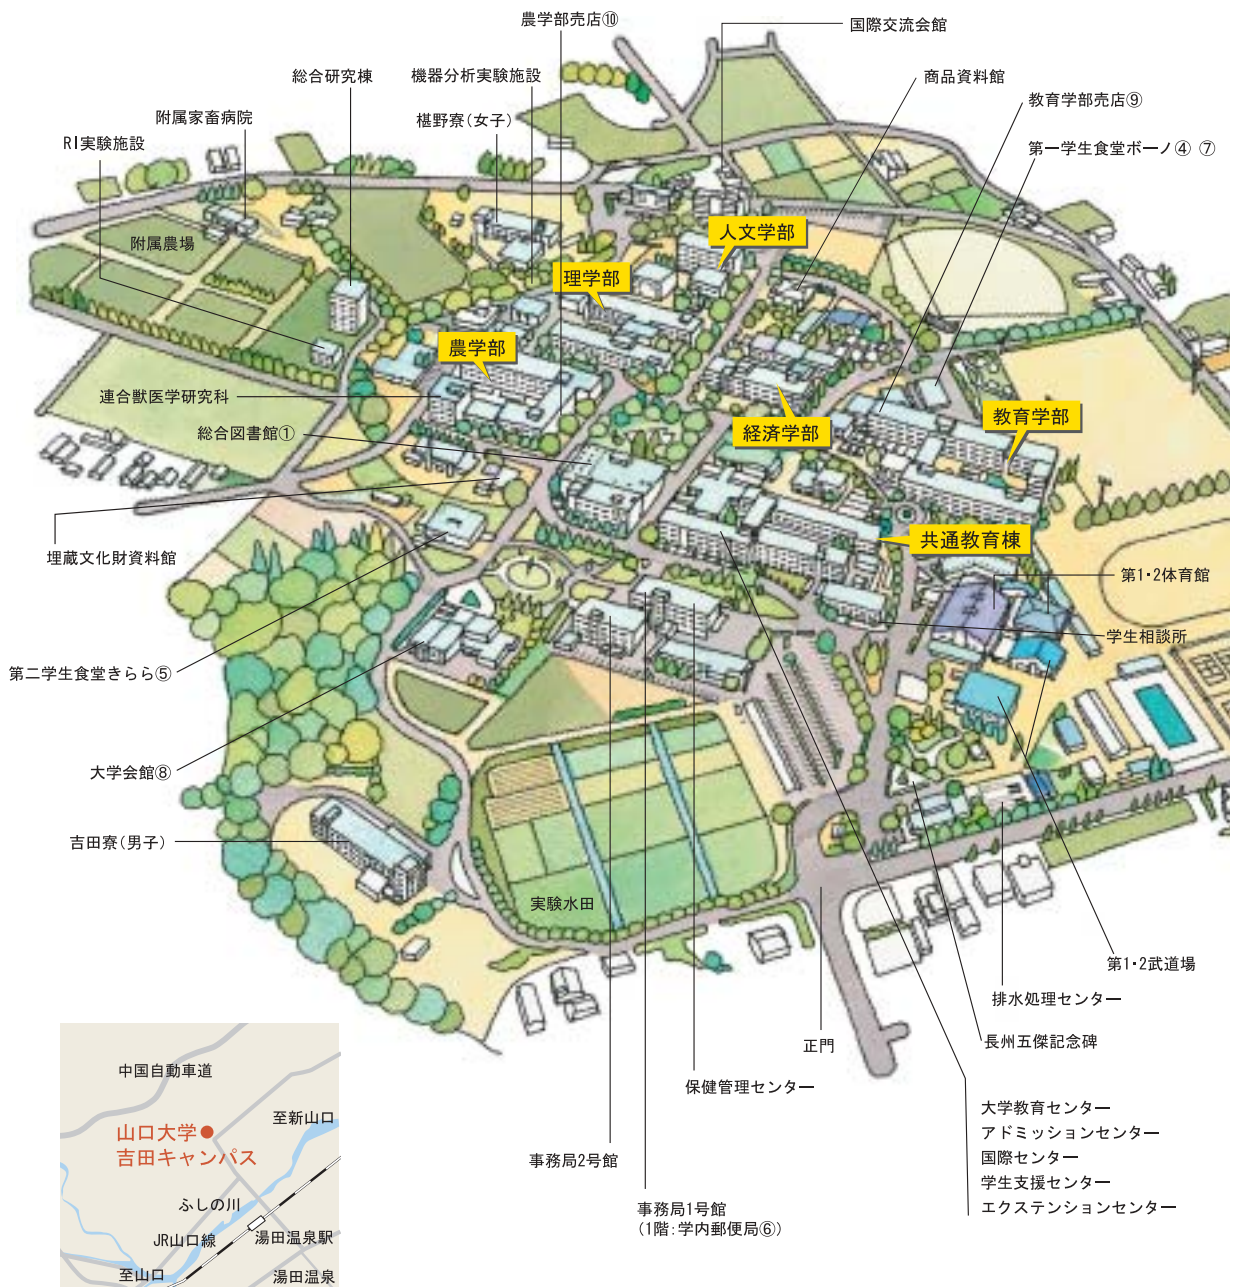 農学部売店⑩
国際交流会館
総合研究棟
機器分析実験施設
商品資料館
教育学部売店⑨
附属家畜病院
椹野寮(女子)
RI実験施設
第一学生食堂ボーノ④ ⑦
人文学部
附属農場
理学部
農学部
連合獣医学研究科
教育学部
総合図書館①
経済学部
共通教育棟
埋蔵文化財資料館
第1・2体育館
学生相談所
第二学生食堂きらら⑤
大学会館⑧
吉田寮(男子)
実験水田
第1・2武道場
排水処理センター
長州五傑記念碑
正門
保健管理センター
大学教育センター
アドミッションセンター
国際センター
学生支援センター
エクステンションセンター
事務局2号館
事務局1号館
(1階:学内郵便局⑥)
中国自動車道
至新山口
山口大学
吉田キャンパス
ふしの川
JR山口線
湯田温泉駅
至山口
湯田温泉